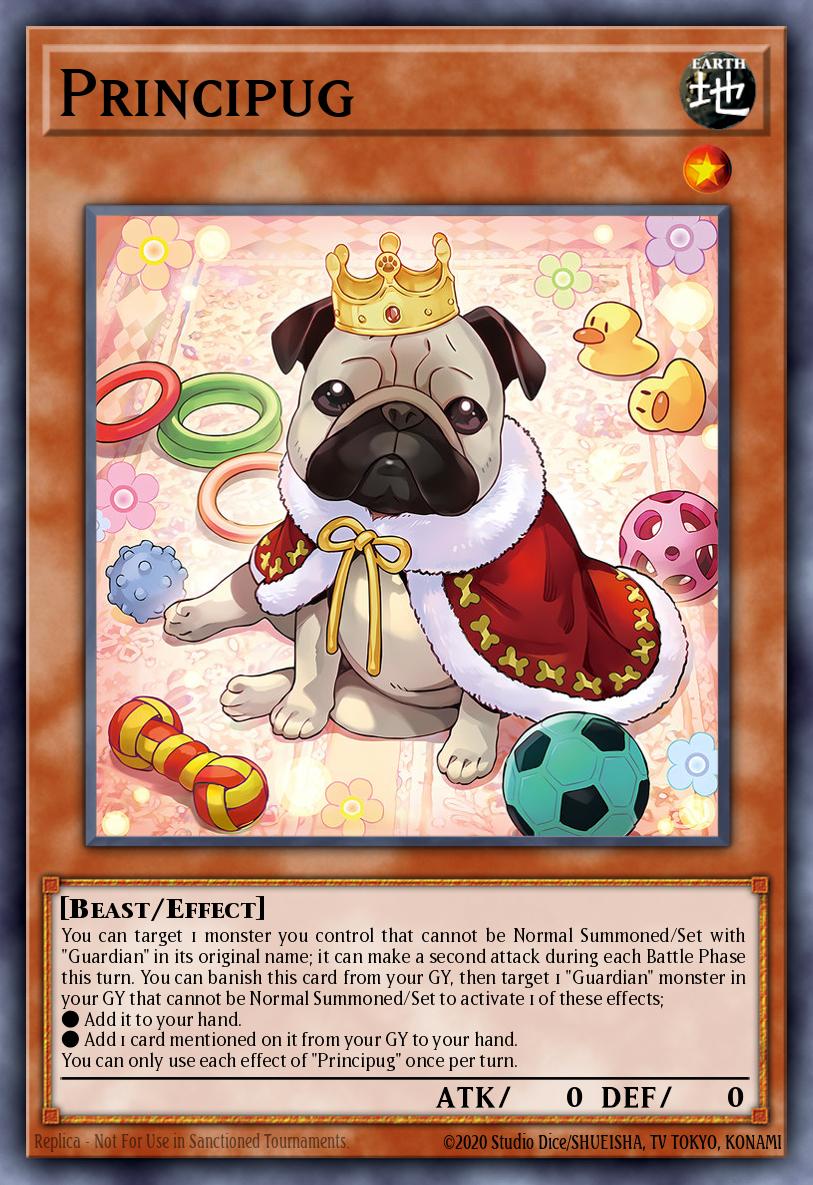 PRINCIPUG
EARTH
地
[BEAST/EFFECT]
You can target 1 monster you control that cannot be Normal Summoned/Set with
"Guardian" in its original name; it can make a second attack during each Battle Phase
this turn. You can banish this card from your GY, then target 1 "Guardian" monster in
your GY that cannot be Normal Summoned/Set to activate 1 of these effects;
● Add it to your hand.
● Add 1 card mentioned on it from your GY to your hand.
You can only use each effect of "Principug" once per turn.
ATK/ 0 DEF/ 0
Replica - Not For Use in Sanctioned Tournaments. ©2020 Studio Dice/SHUEISHA, TV TOKYO, KONAMI